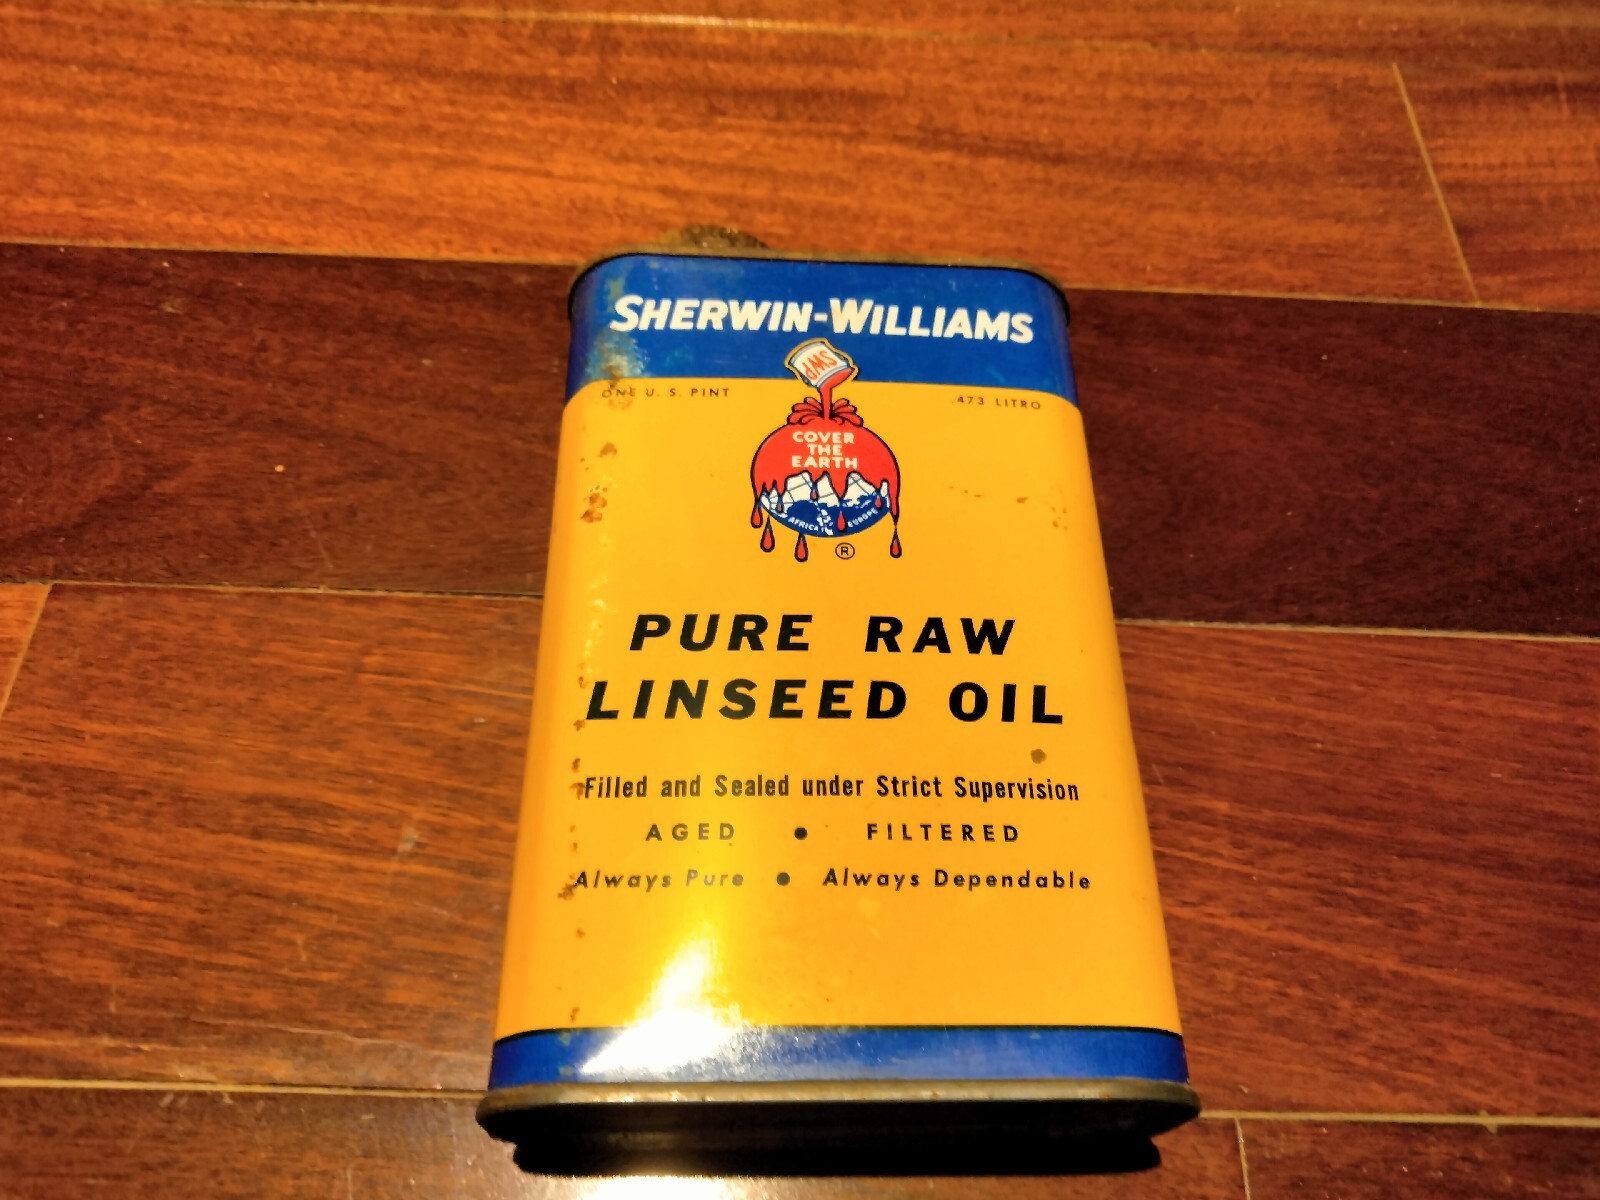 SHERWIN-WILLIAMS
SWP
ONE U. S. PINT
.473 LITRO
COVER
THE
EARTH
AFRICA EUROPE
®
PURE RAW
LINSEED OIL
Filled and Sealed under Strict Supervision
AGED • FILTERED
Always Pure • Always Dependable